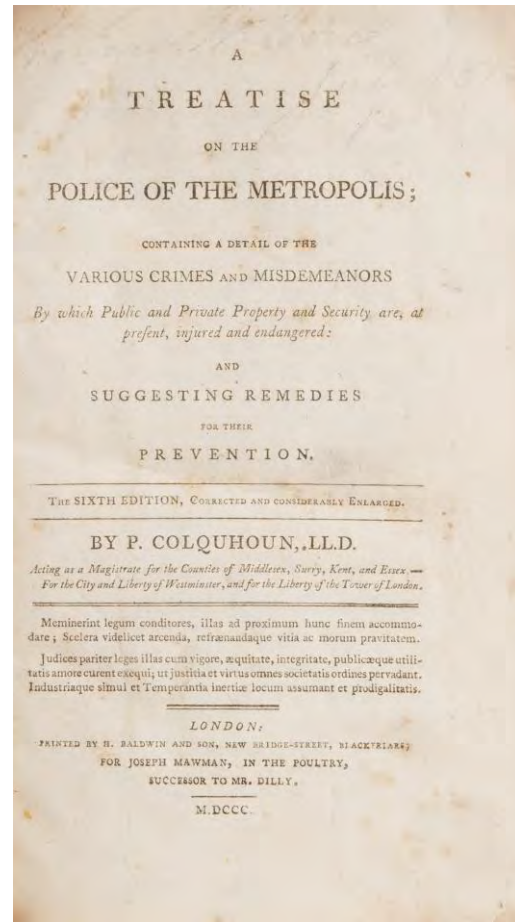 A
TREATISE
ON THE
POLICE OF THE METROPOLIS;
CONTAINING A DETAIL OF THE
VARIOUS CRIMES AND MISDEMEANORS
By which Public and Private Property and Security are, at
preſent, injured and endangered:
AND
SUGGESTING REMEDIES
FOR THEIR
PREVENTION.
THE SIXTH EDITION, CORRECTED AND CONSIDERABLY ENLARGED.
BY P. COLQUHOUN, LL.D.
Acting as a Magistrate for the Counties of Middlesex, Surry, Kent, and Essex.—
For the City and Liberty of Westminster, and for the Liberty of the Tower of London.
Meminerint legum conditores, illas ad proximum hunc finem accommo-
dare; Scelera videlicet arcenda, refrænandaque vitia ac morum pravitatem.
Judices pariter leges illas cum vigore, æquitate, integritate, publicæque utili-
tatis amore curent exequi; ut justitia et virtus omnes societatis ordines pervadant.
Industriaque simul et Temperantia inertiæ locum assumant et prodigalitatis.
LONDON:
PRINTED BY H. BALDWIN AND SON, NEW BRIDGE-STREET, BLACKFRIARS;
FOR JOSEPH MAWMAN, IN THE POULTRY,
SUCCESSOR TO MR. DILLY.
M.DCCC.